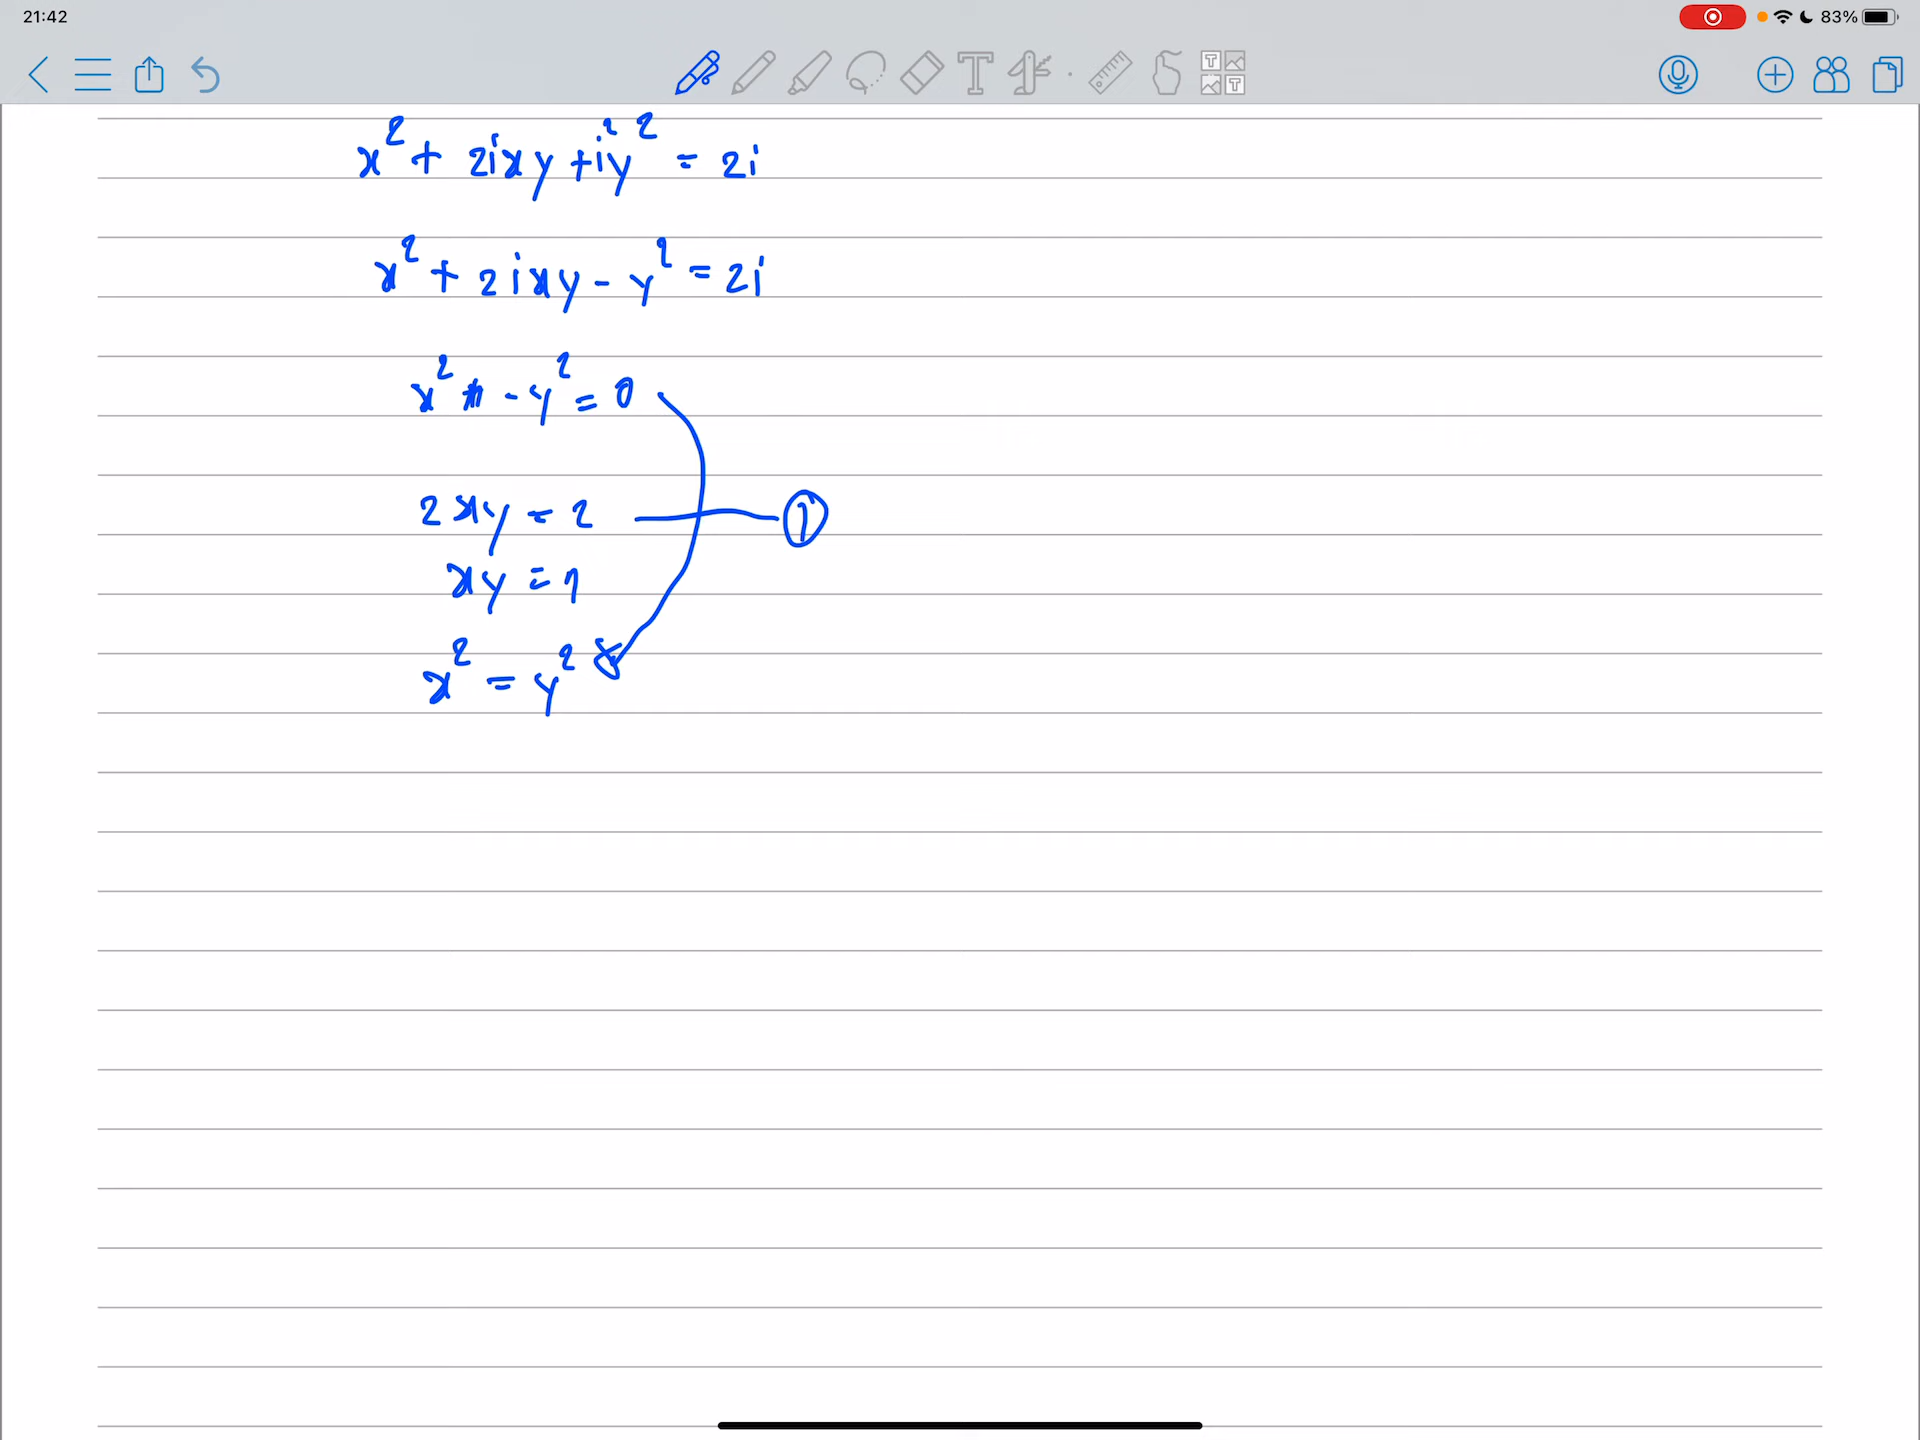 21:42
83%
x² + 2ixy + i²y² = 2i
x² + 2ixy - y² = 2i
x² - y² = 0
2xy = 2
①
xy = 1
x² = y²